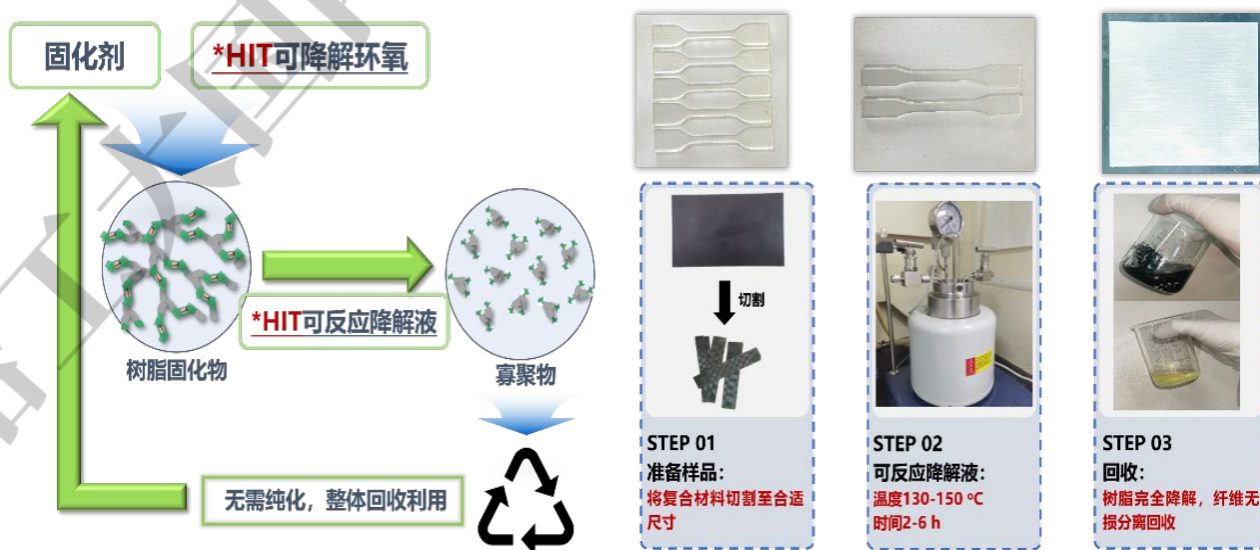 固化剂
*HIT可降解环氧
树脂固化物
*HIT可反应降解液
寡聚物
无需纯化，整体回收利用
切割
STEP 01
准备样品：
将复合材料切割至合适
尺寸
STEP 02
可反应降解液：
温度130-150 ℃
时间2-6 h
STEP 03
回收：
树脂完全降解，纤维无
损分离回收